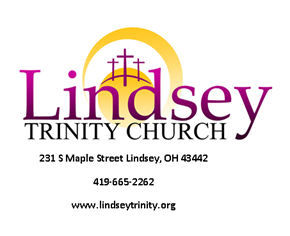 Lindsey
TRINITY CHURCH
231 S Maple Street Lindsey, OH 43442
419-665-2262
www.lindseytrinity.org